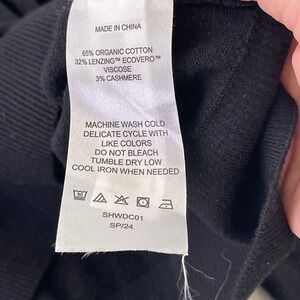 MADE IN CHINA
65% ORGANIC COTTON
32% LENZING™ ECOVERO™
VISCOSE
3% CASHMERE
MACHINE WASH COLD
DELICATE CYCLE WITH
LIKE COLORS
DO NOT BLEACH
TUMBLE DRY LOW
COOL IRON WHEN NEEDED
SHWDC01
SP/24